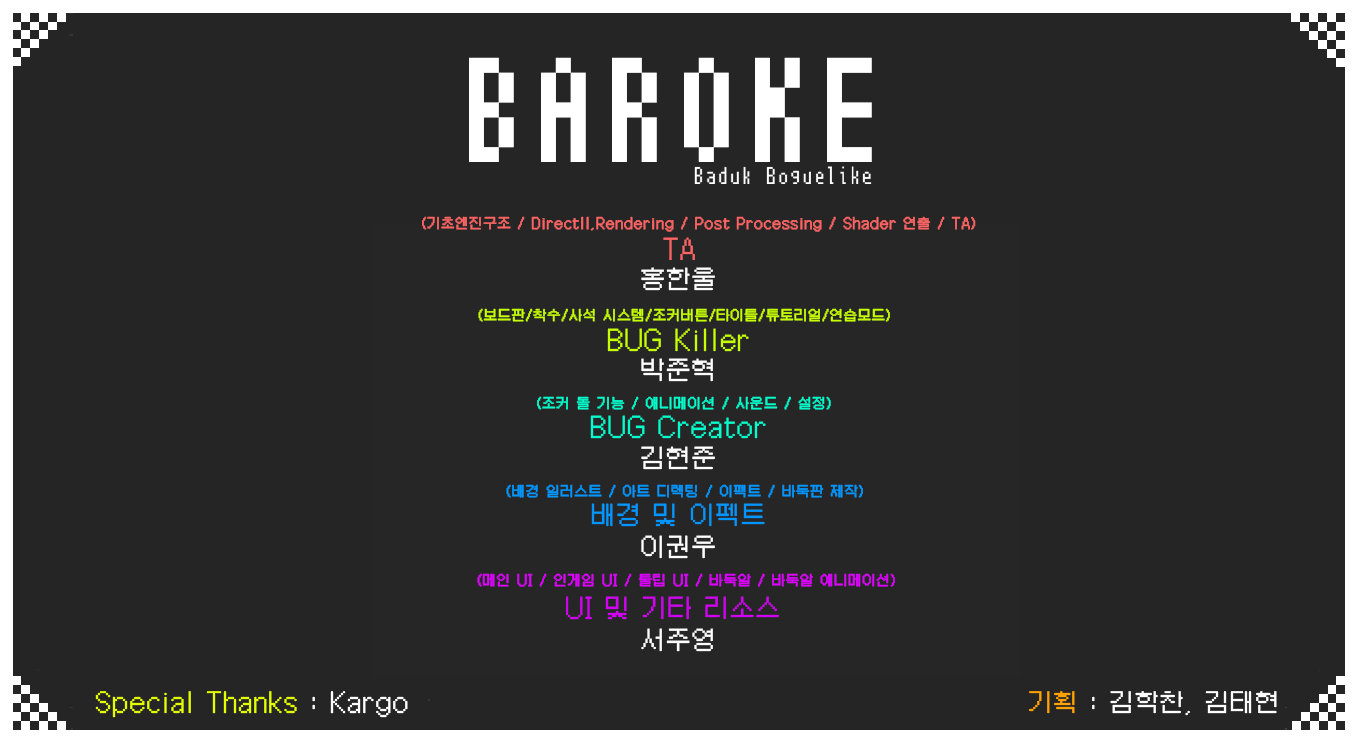 BAROKE
Baduk Boguelike
(기초엔진구조 / Direct11,Rendering / Post Processing / Shader 연출 / TA)
TA
홍한울
(보드판/착수/사석 시스템/조커버튼/타이틀/튜토리얼/연습모드)
BUG Killer
박준혁
(조커 돌 기능 / 애니메이션 / 사운드 / 설정)
BUG Creator
김현준
(배경 일러스트 / 아트 디렉팅 / 이펙트 / 바둑판 제작)
배경 및 이펙트
이권우
(메인 UI / 인게임 UI / 툴팁 UI / 바둑알 / 바둑알 애니메이션)
UI 및 기타 리소스
서주영
Special Thanks : Kargo
기획 : 김학찬, 김태현